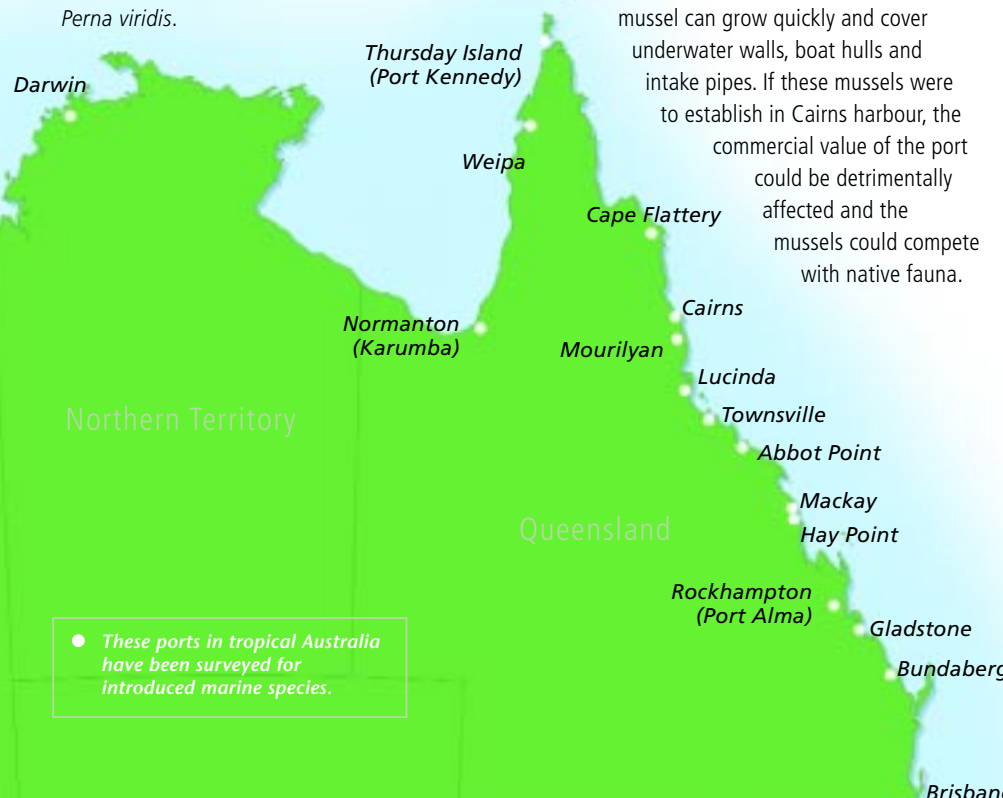 Perna viridis.
mussel can grow quickly and cover
underwater walls, boat hulls and
intake pipes. If these mussels were
to establish in Cairns harbour, the
commercial value of the port
could be detrimentally
affected and the
mussels could compete
with native fauna.
Thursday Island
(Port Kennedy)
Darwin
Weipa
Cape Flattery
Cairns
Normanton
(Karumba)
Mourilyan
Lucinda
Northern Territory
Townsville
Abbot Point
Mackay
Queensland
Hay Point
Rockhampton
(Port Alma)
Gladstone
These ports in tropical Australia
have been surveyed for
introduced marine species.
Bundaberg
Brisban